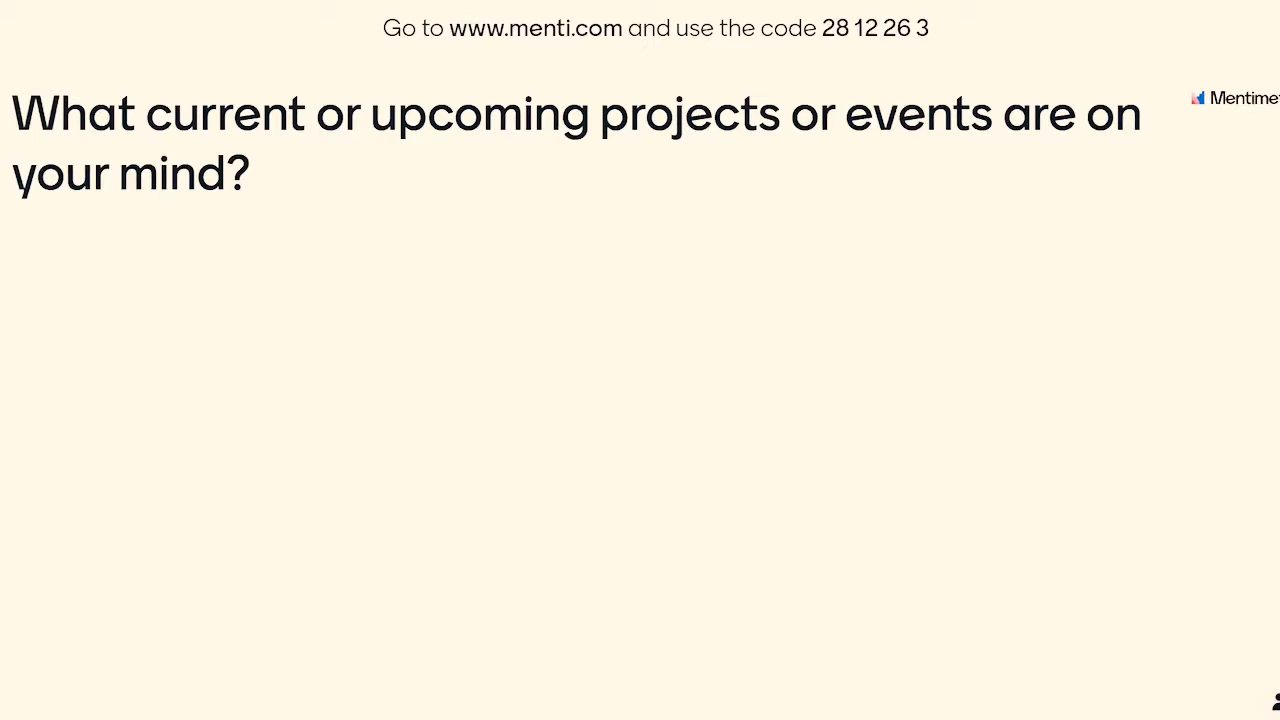 Go to www.menti.com and use the code 28 12 26 3
What current or upcoming projects or events are on
your mind?
Mentime